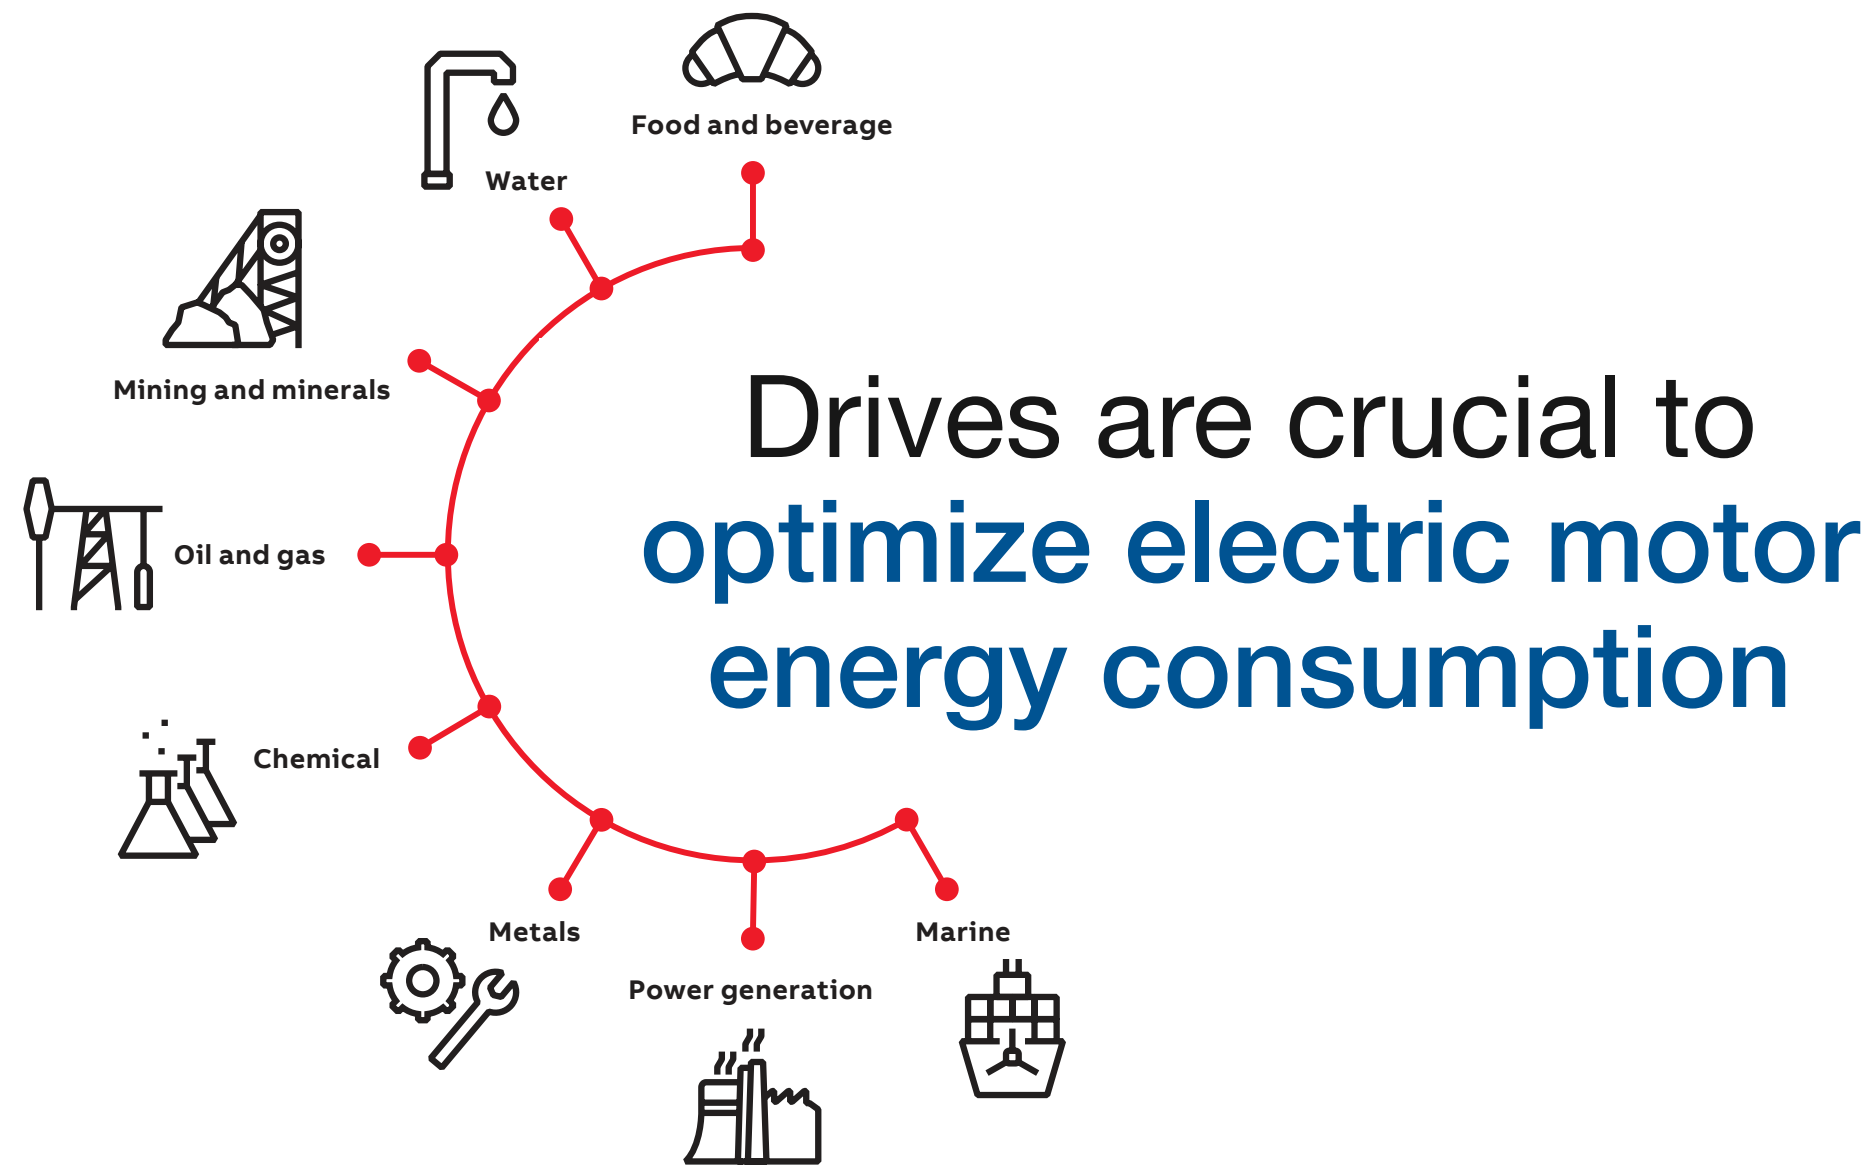 Food and beverage
Water
Mining and minerals
Oil and gas
Chemical
Metals
Power generation
Marine
Drives are crucial to
optimize electric motor
energy consumption